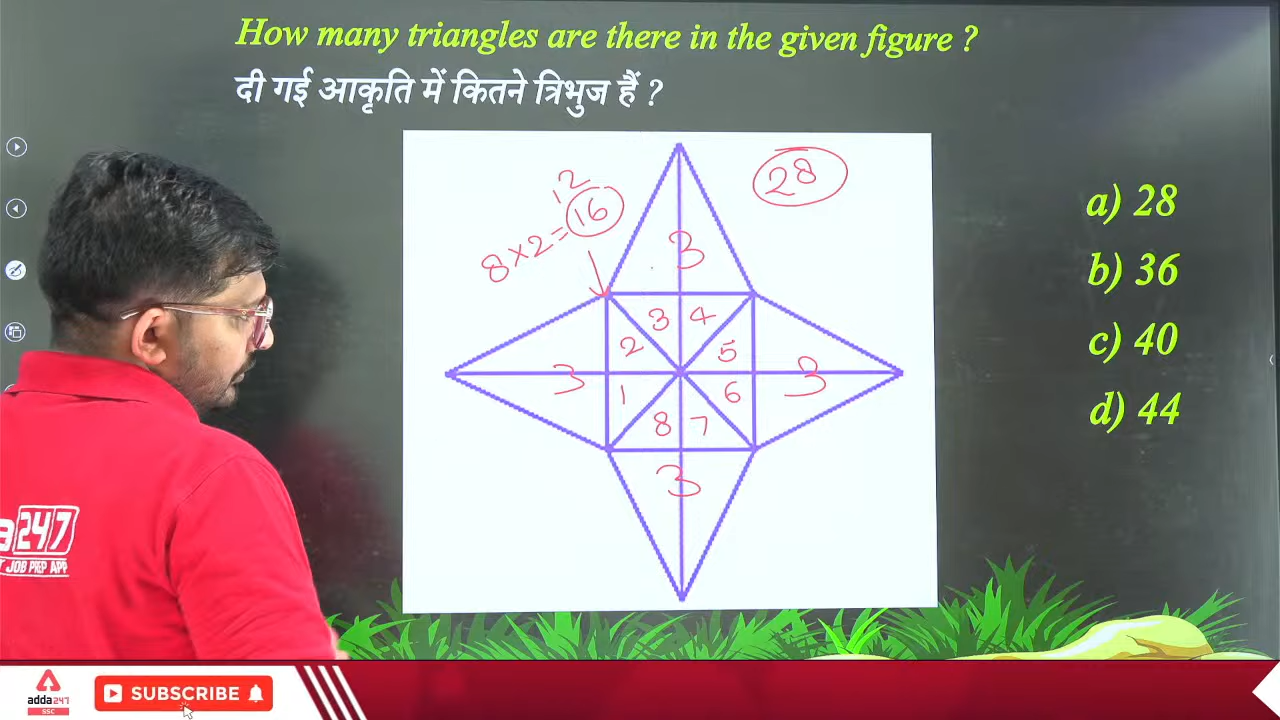 How many triangles are there in the given figure ?
दी गई आकृति में कितने त्रिभुज हैं ?
12
8×2=16
28
3
3 4
2 5
3 3
1 6
8 7
3
a) 28
b) 36
c) 40
d) 44
247
JOB PREP APP
adda247
SSC
SUBSCRIBE